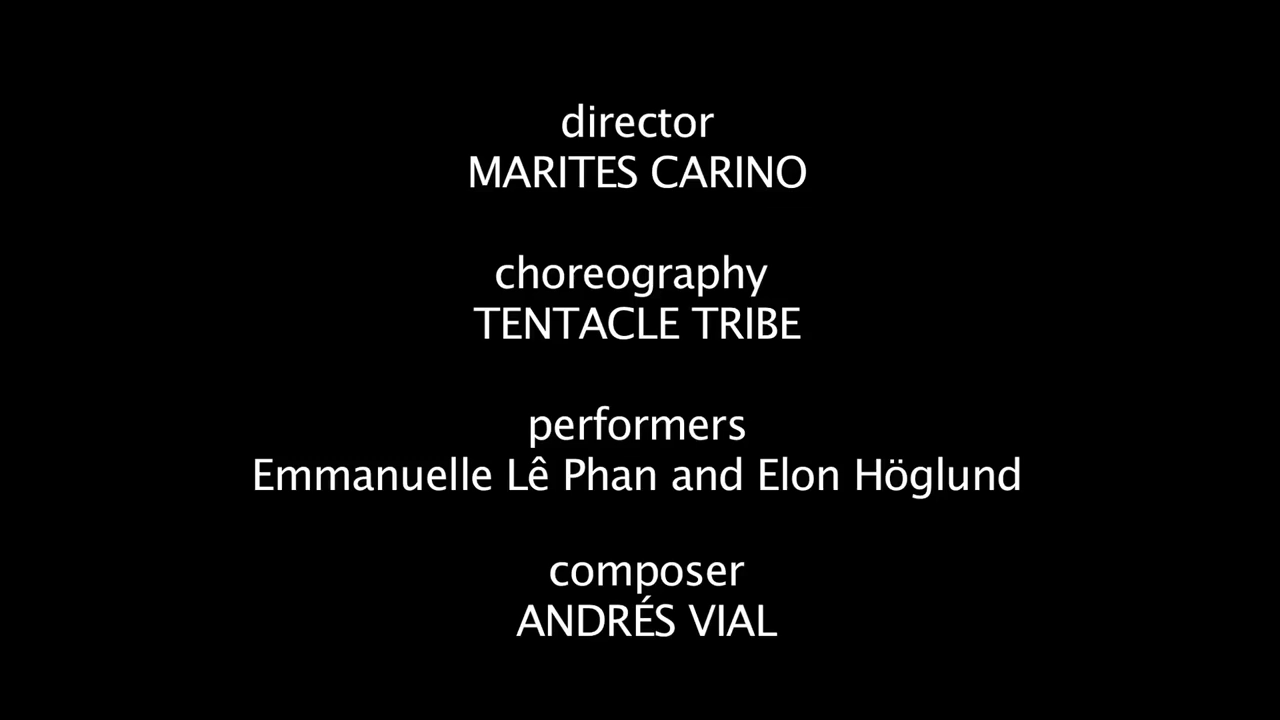 director
MARITES CARINO
choreography
TENTACLE TRIBE
performers
Emmanuelle Lê Phan and Elon Höglund
composer
ANDRÉS VIAL